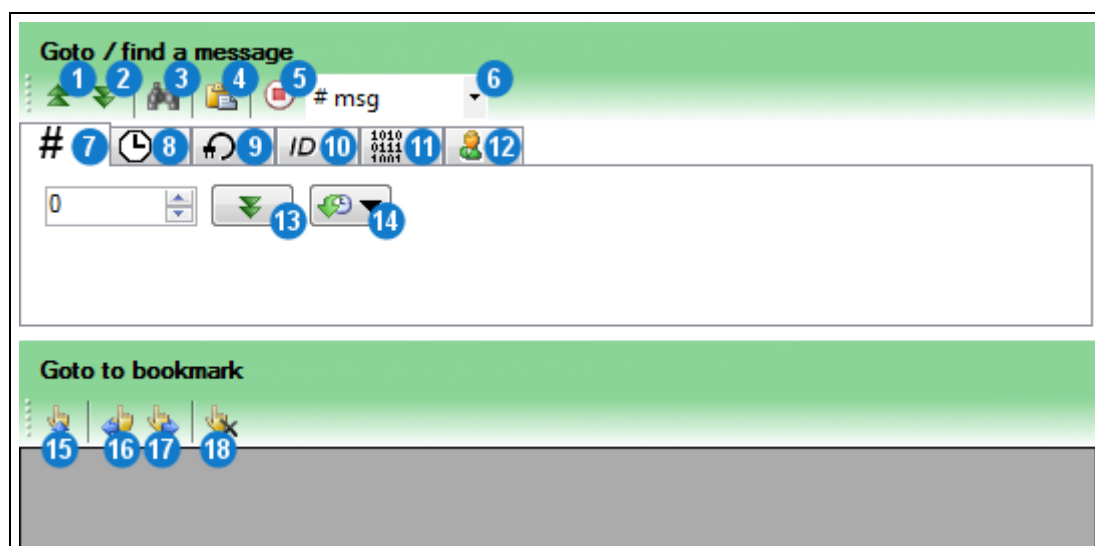 Goto / find a message
1 2 3 4 5 # msg 6
# 7 8 9 ID 10 1010 0111 1001 11 12
0 13 14
Goto to bookmark
15 16 17 18